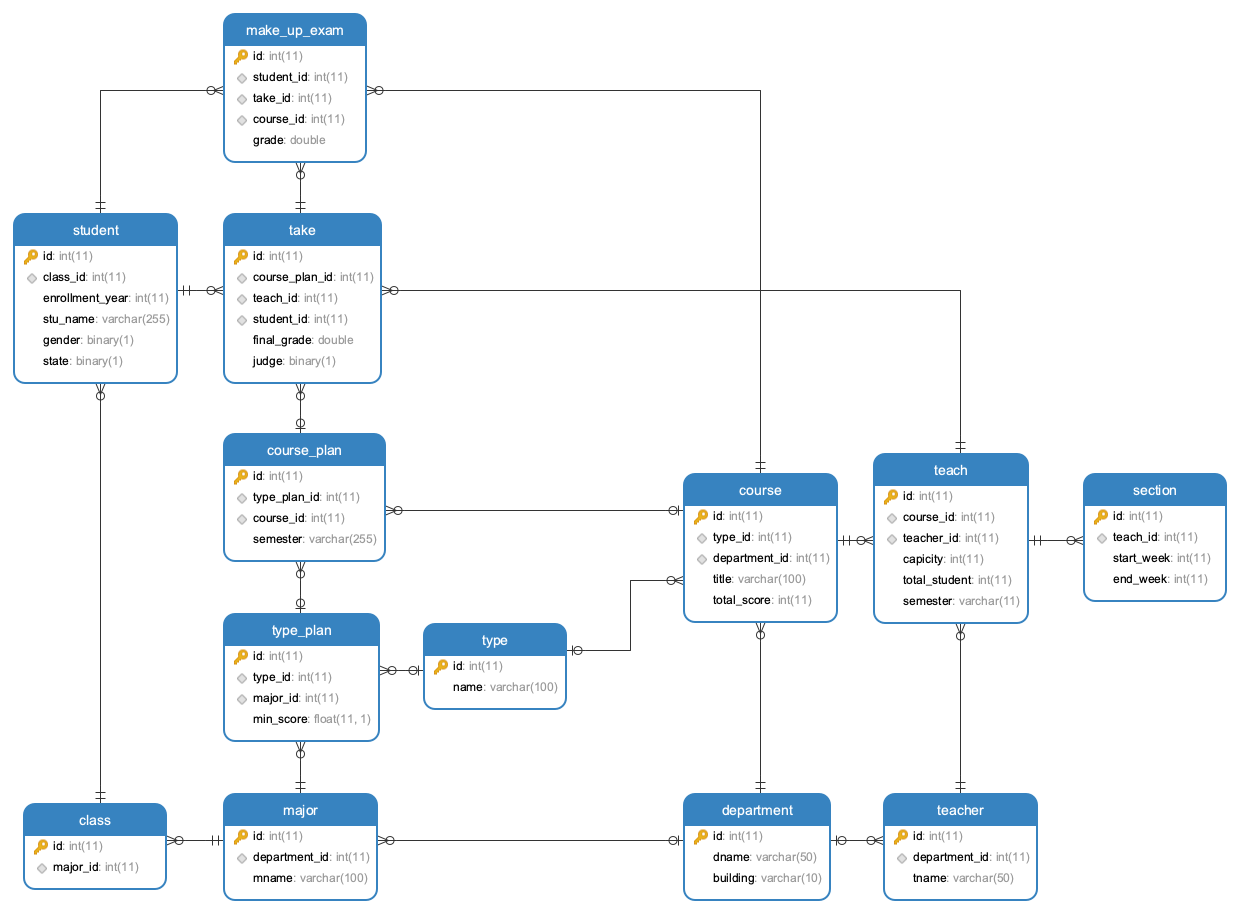 make_up_exam
id: int(11)
student_id: int(11)
take_id: int(11)
course_id: int(11)
grade: double
student
id: int(11)
class_id: int(11)
enrollment_year: int(11)
stu_name: varchar(255)
gender: binary(1)
state: binary(1)
take
id: int(11)
course_plan_id: int(11)
teach_id: int(11)
student_id: int(11)
final_grade: double
judge: binary(1)
course_plan
id: int(11)
type_plan_id: int(11)
course_id: int(11)
semester: varchar(255)
course
id: int(11)
type_id: int(11)
department_id: int(11)
title: varchar(100)
total_score: int(11)
teach
id: int(11)
course_id: int(11)
teacher_id: int(11)
capicity: int(11)
total_student: int(11)
semester: varchar(11)
section
id: int(11)
teach_id: int(11)
start_week: int(11)
end_week: int(11)
type_plan
id: int(11)
type_id: int(11)
major_id: int(11)
min_score: float(11, 1)
type
id: int(11)
name: varchar(100)
class
id: int(11)
major_id: int(11)
major
id: int(11)
department_id: int(11)
mname: varchar(100)
department
id: int(11)
dname: varchar(50)
building: varchar(10)
teacher
id: int(11)
department_id: int(11)
tname: varchar(50)